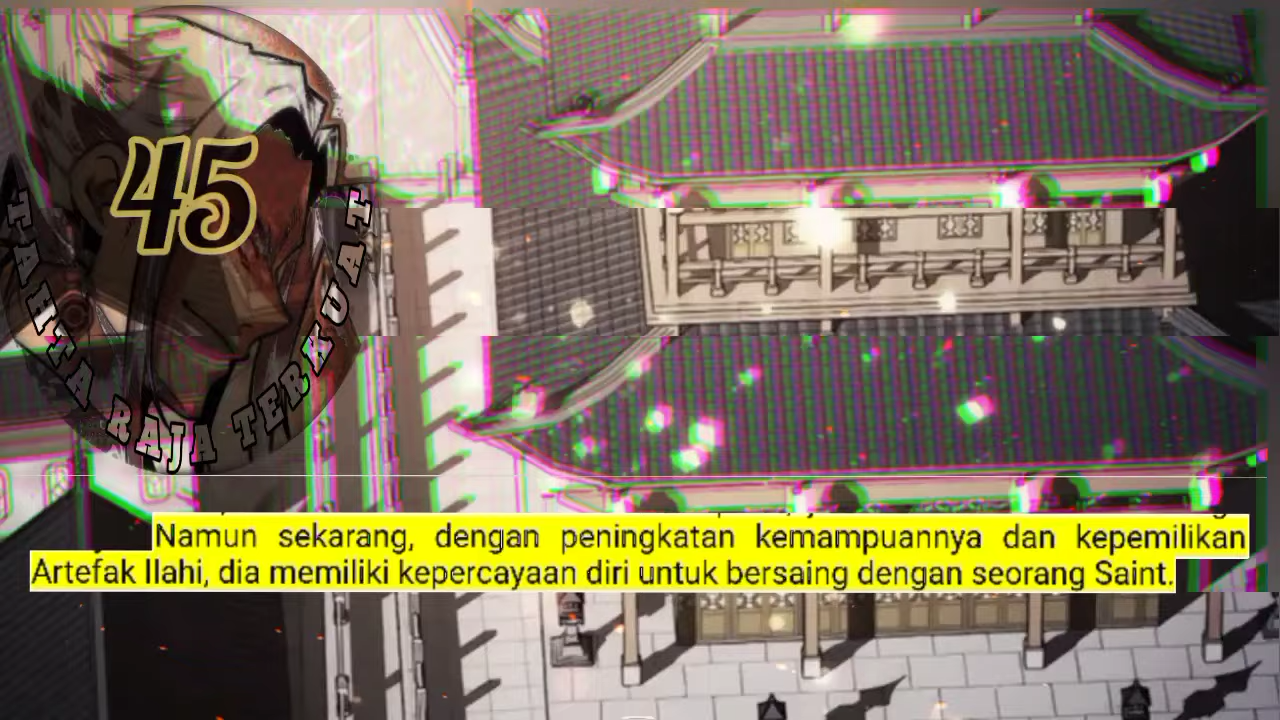 45
TAHTA RAJA TERKUAT
Namun sekarang, dengan peningkatan kemampuannya dan kepemilikan
Artefak Ilahi, dia memiliki kepercayaan diri untuk bersaing dengan seorang Saint.